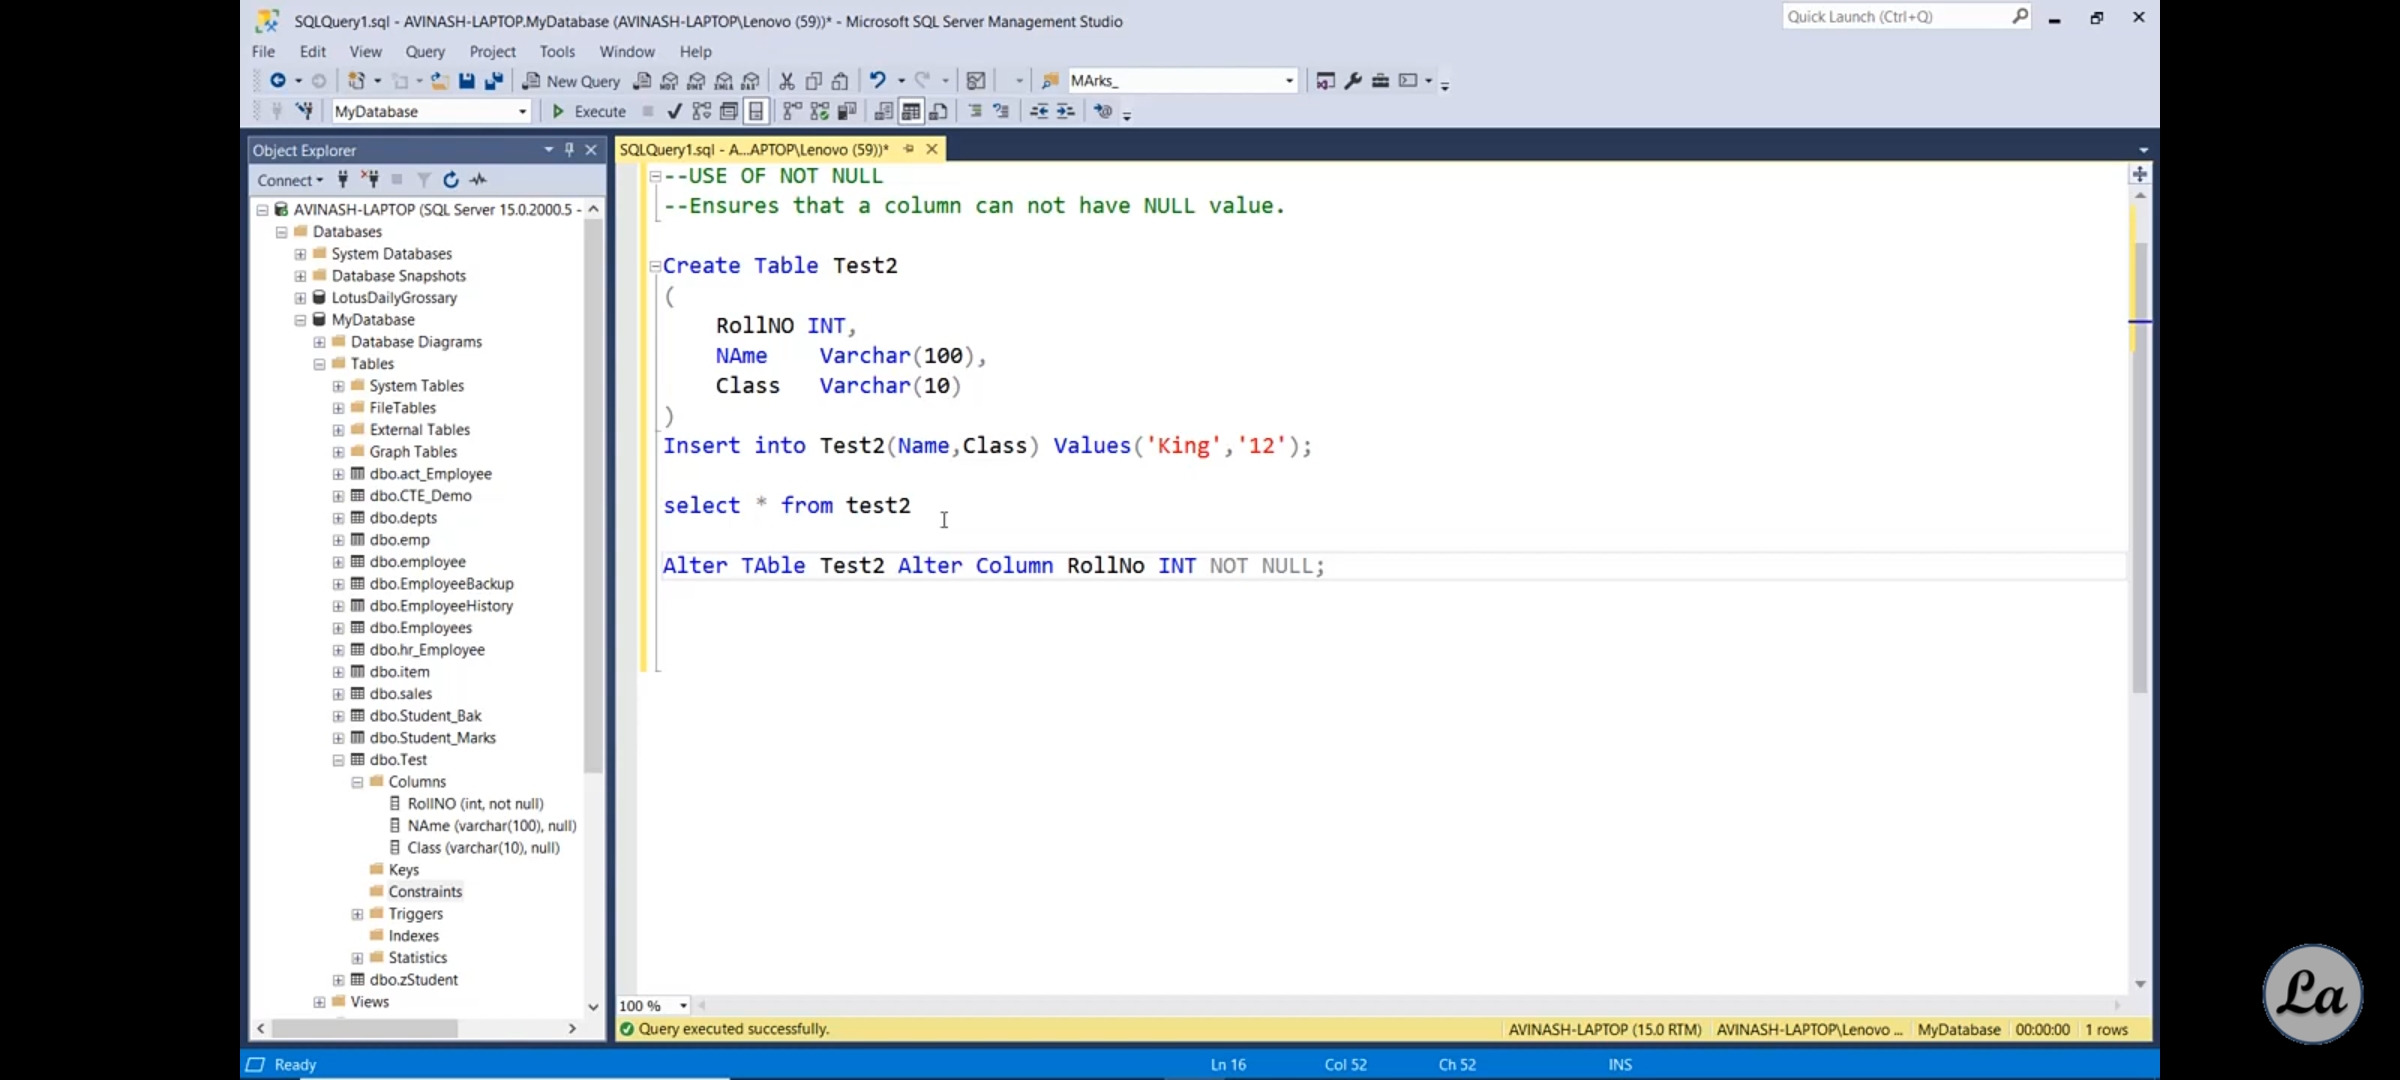 SQLQuery1.sql - AVINASH-LAPTOP.MyDatabase (AVINASH-LAPTOP\Lenovo (59))* - Microsoft SQL Server Management Studio
Quick Launch (Ctrl+Q)
File Edit View Query Project Tools Window Help
New Query
MArks_
MyDatabase
Execute
Object Explorer
Connect
AVINASH-LAPTOP (SQL Server 15.0.2000.5 -
Databases
System Databases
Database Snapshots
LotusDailyGrossary
MyDatabase
Database Diagrams
Tables
System Tables
FileTables
External Tables
Graph Tables
dbo.act_Employee
dbo.CTE_Demo
dbo.depts
dbo.emp
dbo.employee
dbo.EmployeeBackup
dbo.EmployeeHistory
dbo.Employees
dbo.hr_Employee
dbo.item
dbo.sales
dbo.Student_Bak
dbo.Student_Marks
dbo.Test
Columns
RollNO (int, not null)
NAme (varchar(100), null)
Class (varchar(10), null)
Keys
Constraints
Triggers
Indexes
Statistics
dbo.zStudent
Views
SQLQuery1.sql - A...APTOP\Lenovo (59))*
--USE OF NOT NULL
--Ensures that a column can not have NULL value.
Create Table Test2
(
RollNO INT,
NAme Varchar(100),
Class Varchar(10)
)
Insert into Test2(Name,Class) Values('King','12');
select * from test2
Alter TAble Test2 Alter Column RollNo INT NOT NULL;
100 %
Query executed successfully.
AVINASH-LAPTOP (15.0 RTM) AVINASH-LAPTOP\Lenovo ... MyDatabase 00:00:00 1 rows
Ready
Ln 16 Col 52 Ch 52 INS
La